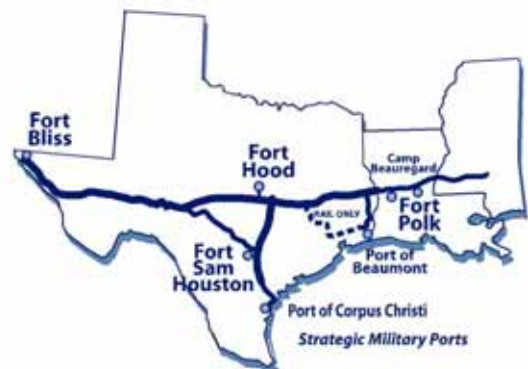 Fort
Bliss
Fort
Hood
Camp
Beauregard
RAIL ONLY
Fort
Polk
Fort
Sam
Houston
Port of
Beaumont
Port of Corpus Christi
Strategic Military Ports